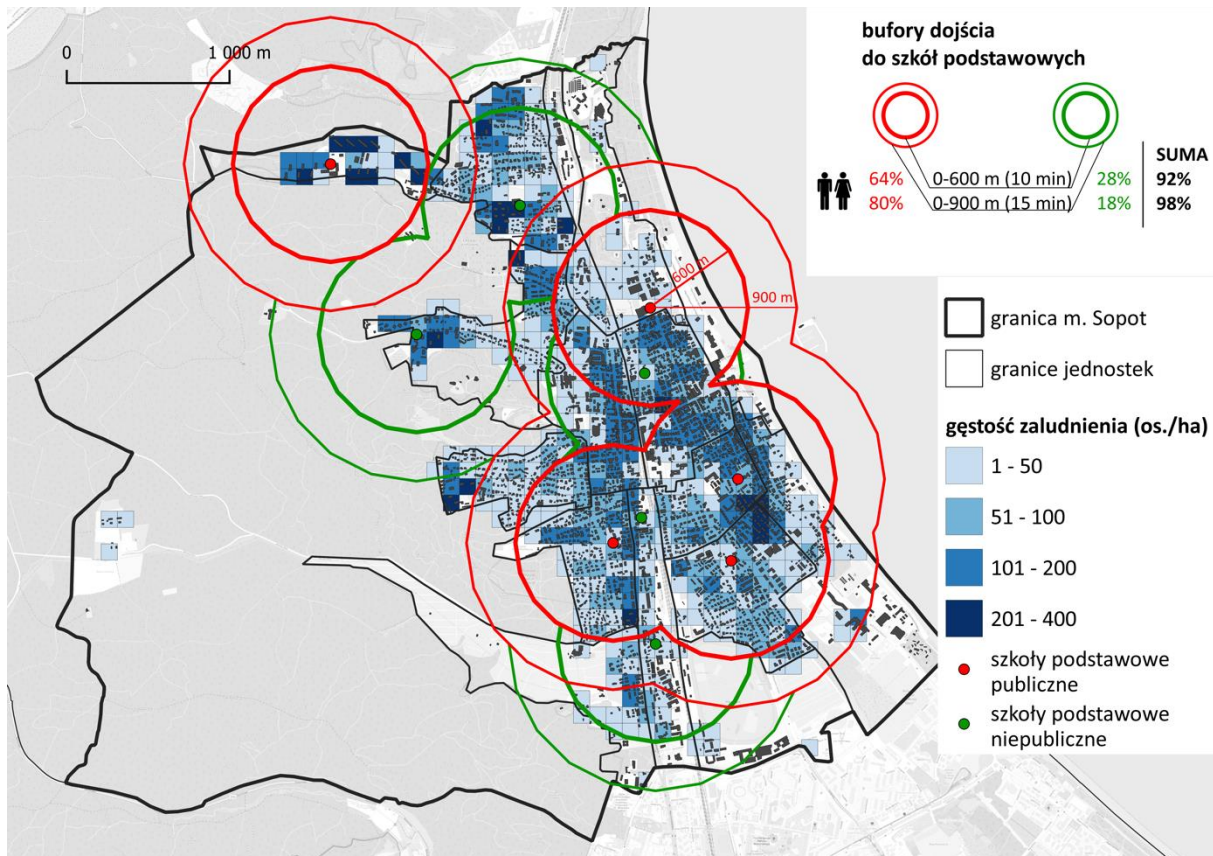 0 1 000 m
bufory dojścia
do szkół podstawowych
SUMA
64% 0-600 m (10 min) 28% 92%
80% 0-900 m (15 min) 18% 98%
600 m
900 m
granica m. Sopot
granice jednostek
gęstość zaludnienia (os./ha)
1 - 50
51 - 100
101 - 200
201 - 400
szkoły podstawowe
publiczne
szkoły podstawowe
niepubliczne